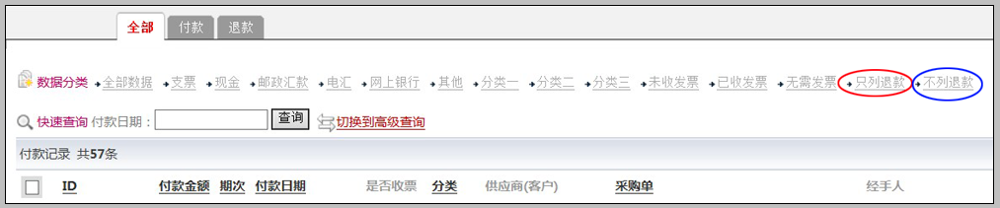 全部 付款 退款
数据分类 全部数据 支票 现金 邮政汇款 电汇 网上银行 其他 分类一 分类二 分类三 未收发票 已收发票 无需发票 只列退款 不列退款
快速查询 付款日期： 查询 切换到高级查询
付款记录 共57条
ID 付款金额 期次 付款日期 是否收票 分类 供应商(客户) 采购单 经手人